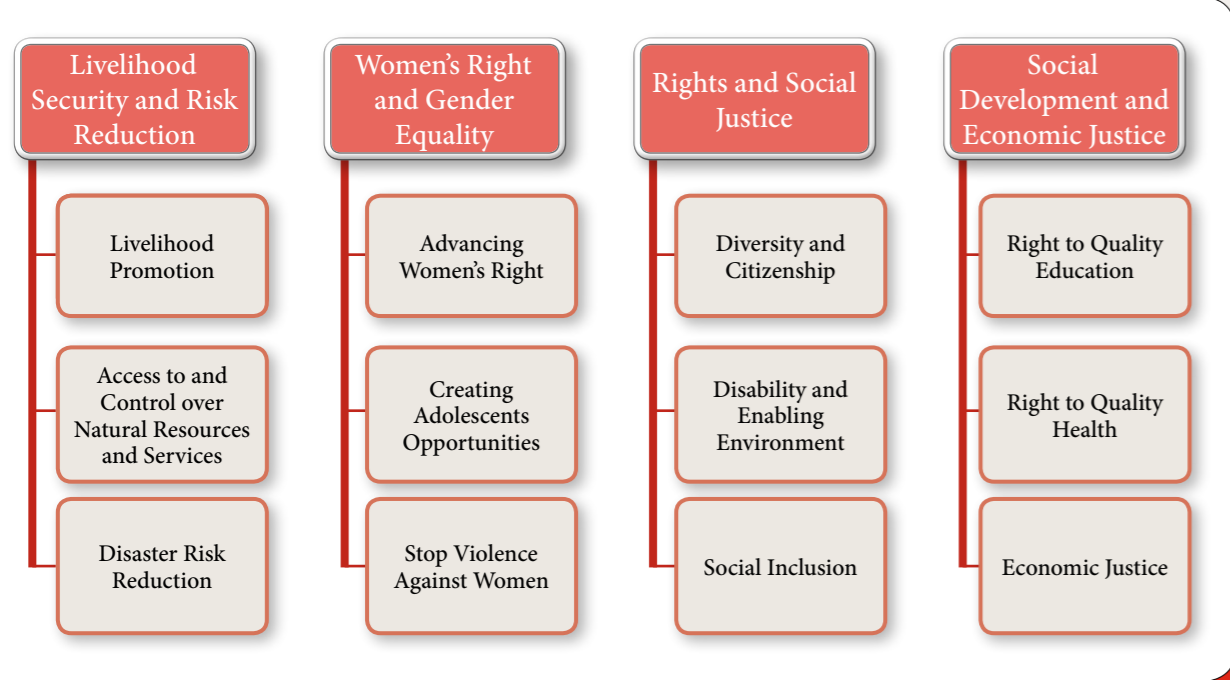 Livelihood
Security and Risk
Reduction
Livelihood
Promotion
Access to and
Control over
Natural Resources
and Services
Disaster Risk
Reduction
Women's Right
and Gender
Equality
Advancing
Women's Right
Creating
Adolescents
Opportunities
Stop Violence
Against Women
Rights and Social
Justice
Diversity and
Citizenship
Disability and
Enabling
Environment
Social Inclusion
Social
Development and
Economic Justice
Right to Quality
Education
Right to Quality
Health
Economic Justice